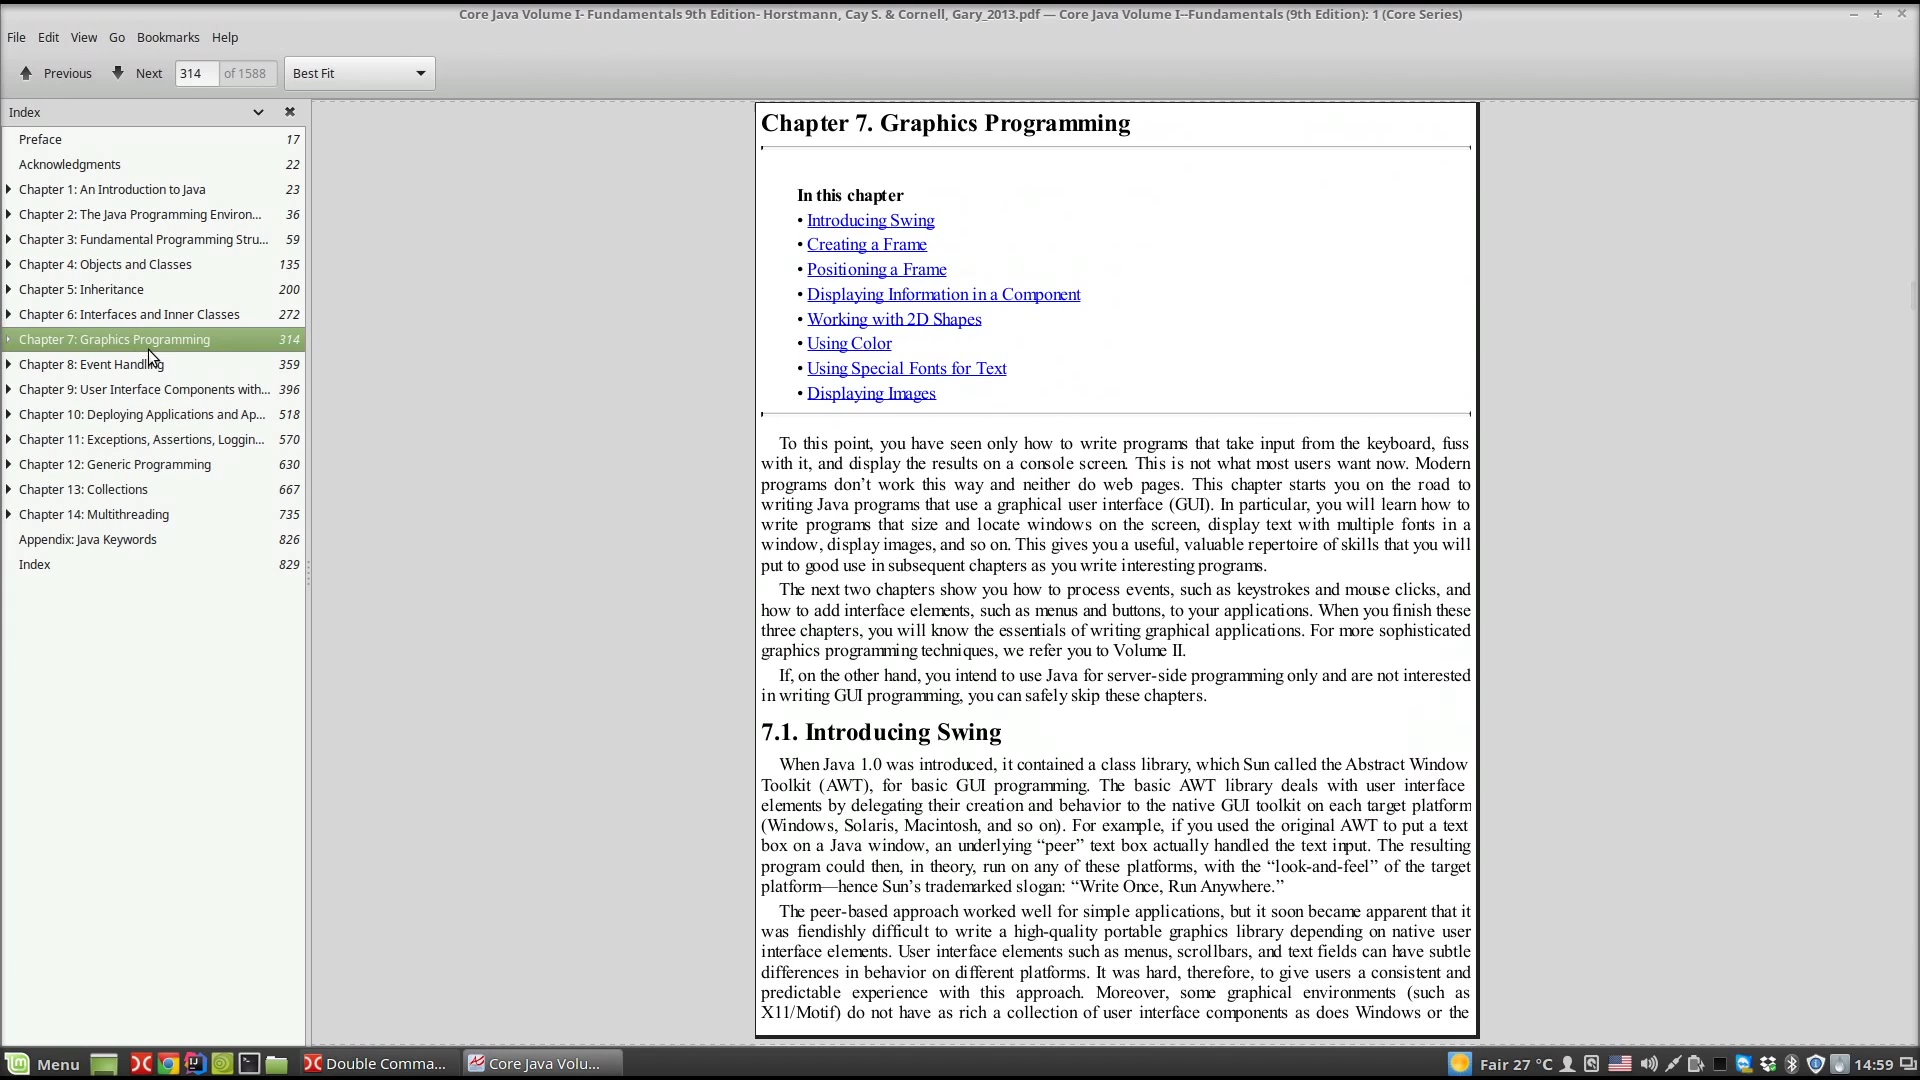 Core Java Volume I- Fundamentals 9th Edition- Horstmann, Cay S. & Cornell, Gary_2013.pdf — Core Java Volume I--Fundamentals (9th Edition): 1 (Core Series)
File Edit View Go Bookmarks Help
Previous Next 314 of 1588 Best Fit
Index
Preface 17
Acknowledgments 22
Chapter 1: An Introduction to Java 23
Chapter 2: The Java Programming Environ... 36
Chapter 3: Fundamental Programming Stru... 59
Chapter 4: Objects and Classes 135
Chapter 5: Inheritance 200
Chapter 6: Interfaces and Inner Classes 272
Chapter 7: Graphics Programming 314
Chapter 8: Event Handling 359
Chapter 9: User Interface Components with... 396
Chapter 10: Deploying Applications and Ap... 518
Chapter 11: Exceptions, Assertions, Loggin... 570
Chapter 12: Generic Programming 630
Chapter 13: Collections 667
Chapter 14: Multithreading 735
Appendix: Java Keywords 826
Index 829
Chapter 7. Graphics Programming
In this chapter
• Introducing Swing
• Creating a Frame
• Positioning a Frame
• Displaying Information in a Component
• Working with 2D Shapes
• Using Color
• Using Special Fonts for Text
• Displaying Images
To this point, you have seen only how to write programs that take input from the keyboard, fuss
with it, and display the results on a console screen. This is not what most users want now. Modern
programs don’t work this way and neither do web pages. This chapter starts you on the road to
writing Java programs that use a graphical user interface (GUI). In particular, you will learn how to
write programs that size and locate windows on the screen, display text with multiple fonts in a
window, display images, and so on. This gives you a useful, valuable repertoire of skills that you will
put to good use in subsequent chapters as you write interesting programs.
The next two chapters show you how to process events, such as keystrokes and mouse clicks, and
how to add interface elements, such as menus and buttons, to your applications. When you finish these
three chapters, you will know the essentials of writing graphical applications. For more sophisticated
graphics programming techniques, we refer you to Volume II.
If, on the other hand, you intend to use Java for server-side programming only and are not interested
in writing GUI programming, you can safely skip these chapters.
7.1. Introducing Swing
When Java 1.0 was introduced, it contained a class library, which Sun called the Abstract Window
Toolkit (AWT), for basic GUI programming. The basic AWT library deals with user interface
elements by delegating their creation and behavior to the native GUI toolkit on each target platform
(Windows, Solaris, Macintosh, and so on). For example, if you used the original AWT to put a text
box on a Java window, an underlying “peer” text box actually handled the text input. The resulting
program could then, in theory, run on any of these platforms, with the “look-and-feel” of the target
platform—hence Sun’s trademarked slogan: “Write Once, Run Anywhere.”
The peer-based approach worked well for simple applications, but it soon became apparent that it
was fiendishly difficult to write a high-quality portable graphics library depending on native user
interface elements. User interface elements such as menus, scrollbars, and text fields can have subtle
differences in behavior on different platforms. It was hard, therefore, to give users a consistent and
predictable experience with this approach. Moreover, some graphical environments (such as
X11/Motif) do not have as rich a collection of user interface components as does Windows or the
Menu Double Comma... Core Java Volu... Fair 27 °C 14:59